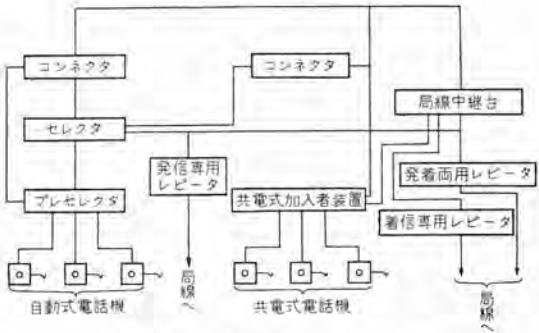 コンネクタ
コンネクタ
局線中継台
セレクタ
発信専用
レピータ
発着両用レピータ
プレセレクタ
共電式加入者装置
着信専用レピータ
局線へ
自動式電話機
共電式電話機
局線へ